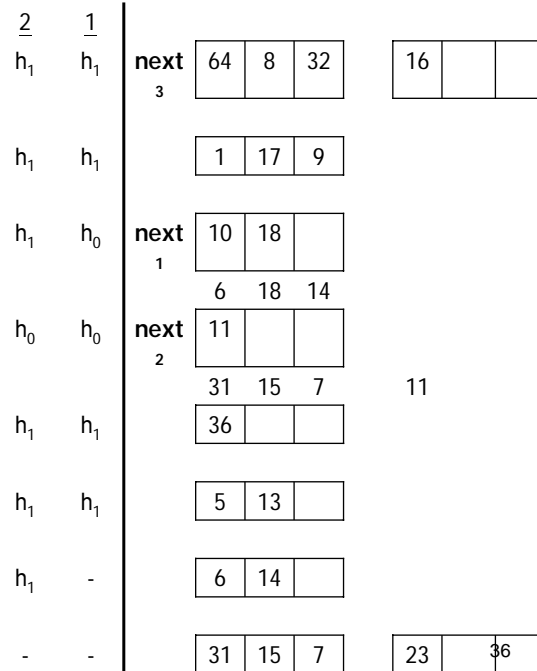 2 1
h₁ h₁ next 64 8 32 16
3
h₁ h₁ 1 17 9
h₁ h₀ next 10 18
1
6 18 14
h₀ h₀ next 11
2
31 15 7 11
h₁ h₁ 36
h₁ h₁ 5 13
h₁ - 6 14
- - 31 15 7 23 36